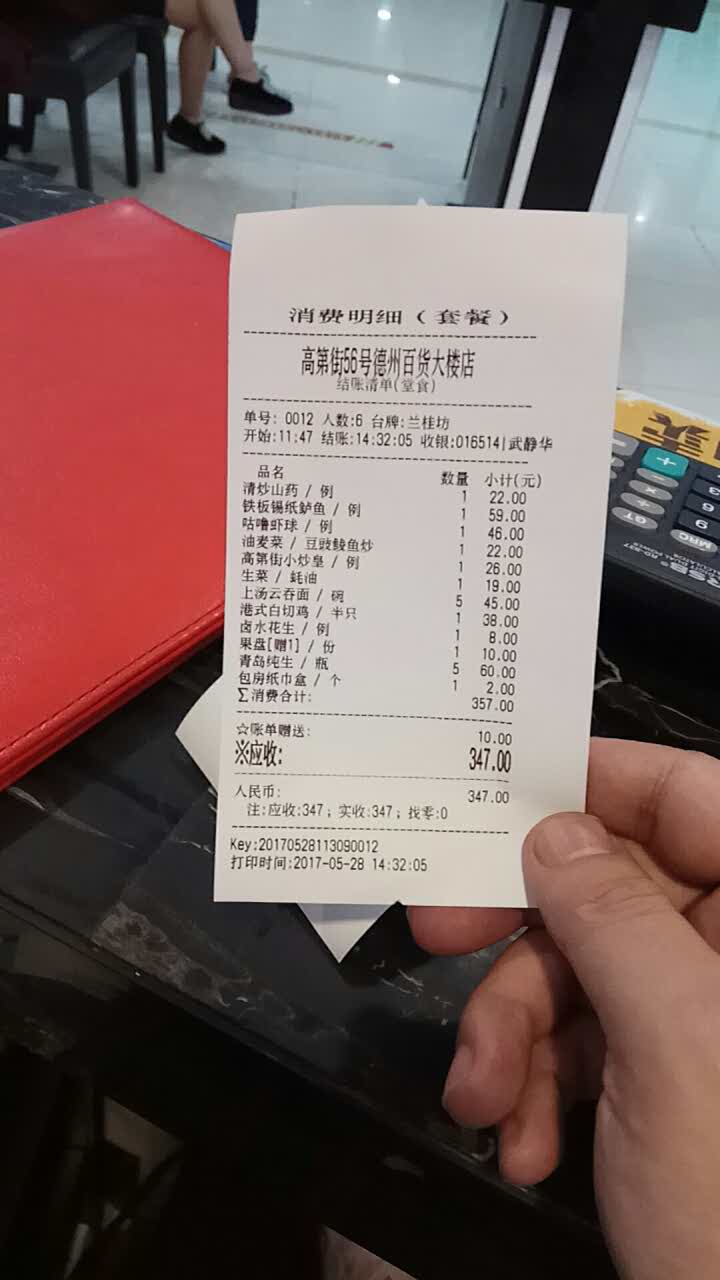 消费明细（套餐）
高第街56号德州百货大楼店
结账清单(堂食)
单号: 0012 人数:6 台牌:兰桂坊
开始:11:47 结账:14:32:05 收银:016514|武静华
品名 数量 小计(元)
清炒山药 / 例 1 22.00
铁板锡纸鲈鱼 / 例 1 59.00
咕噜虾球 / 例 1 46.00
油麦菜 / 豆豉鲮鱼炒 1 22.00
高第街小炒皇 / 例 1 26.00
生菜 / 蚝油 1 19.00
上汤云吞面 / 碗 5 45.00
港式白切鸡 / 半只 1 38.00
卤水花生 / 例 1 8.00
果盘[赠1] / 份 1 10.00
青岛纯生 / 瓶 5 60.00
包房纸巾盒 / 个 1 2.00
∑消费合计: 357.00
☆账单赠送: 10.00
※应收: 347.00
人民币: 347.00
注:应收:347; 实收:347; 找零:0
Key:20170528113090012
打印时间:2017-05-28 14:32:05
GT
MRC